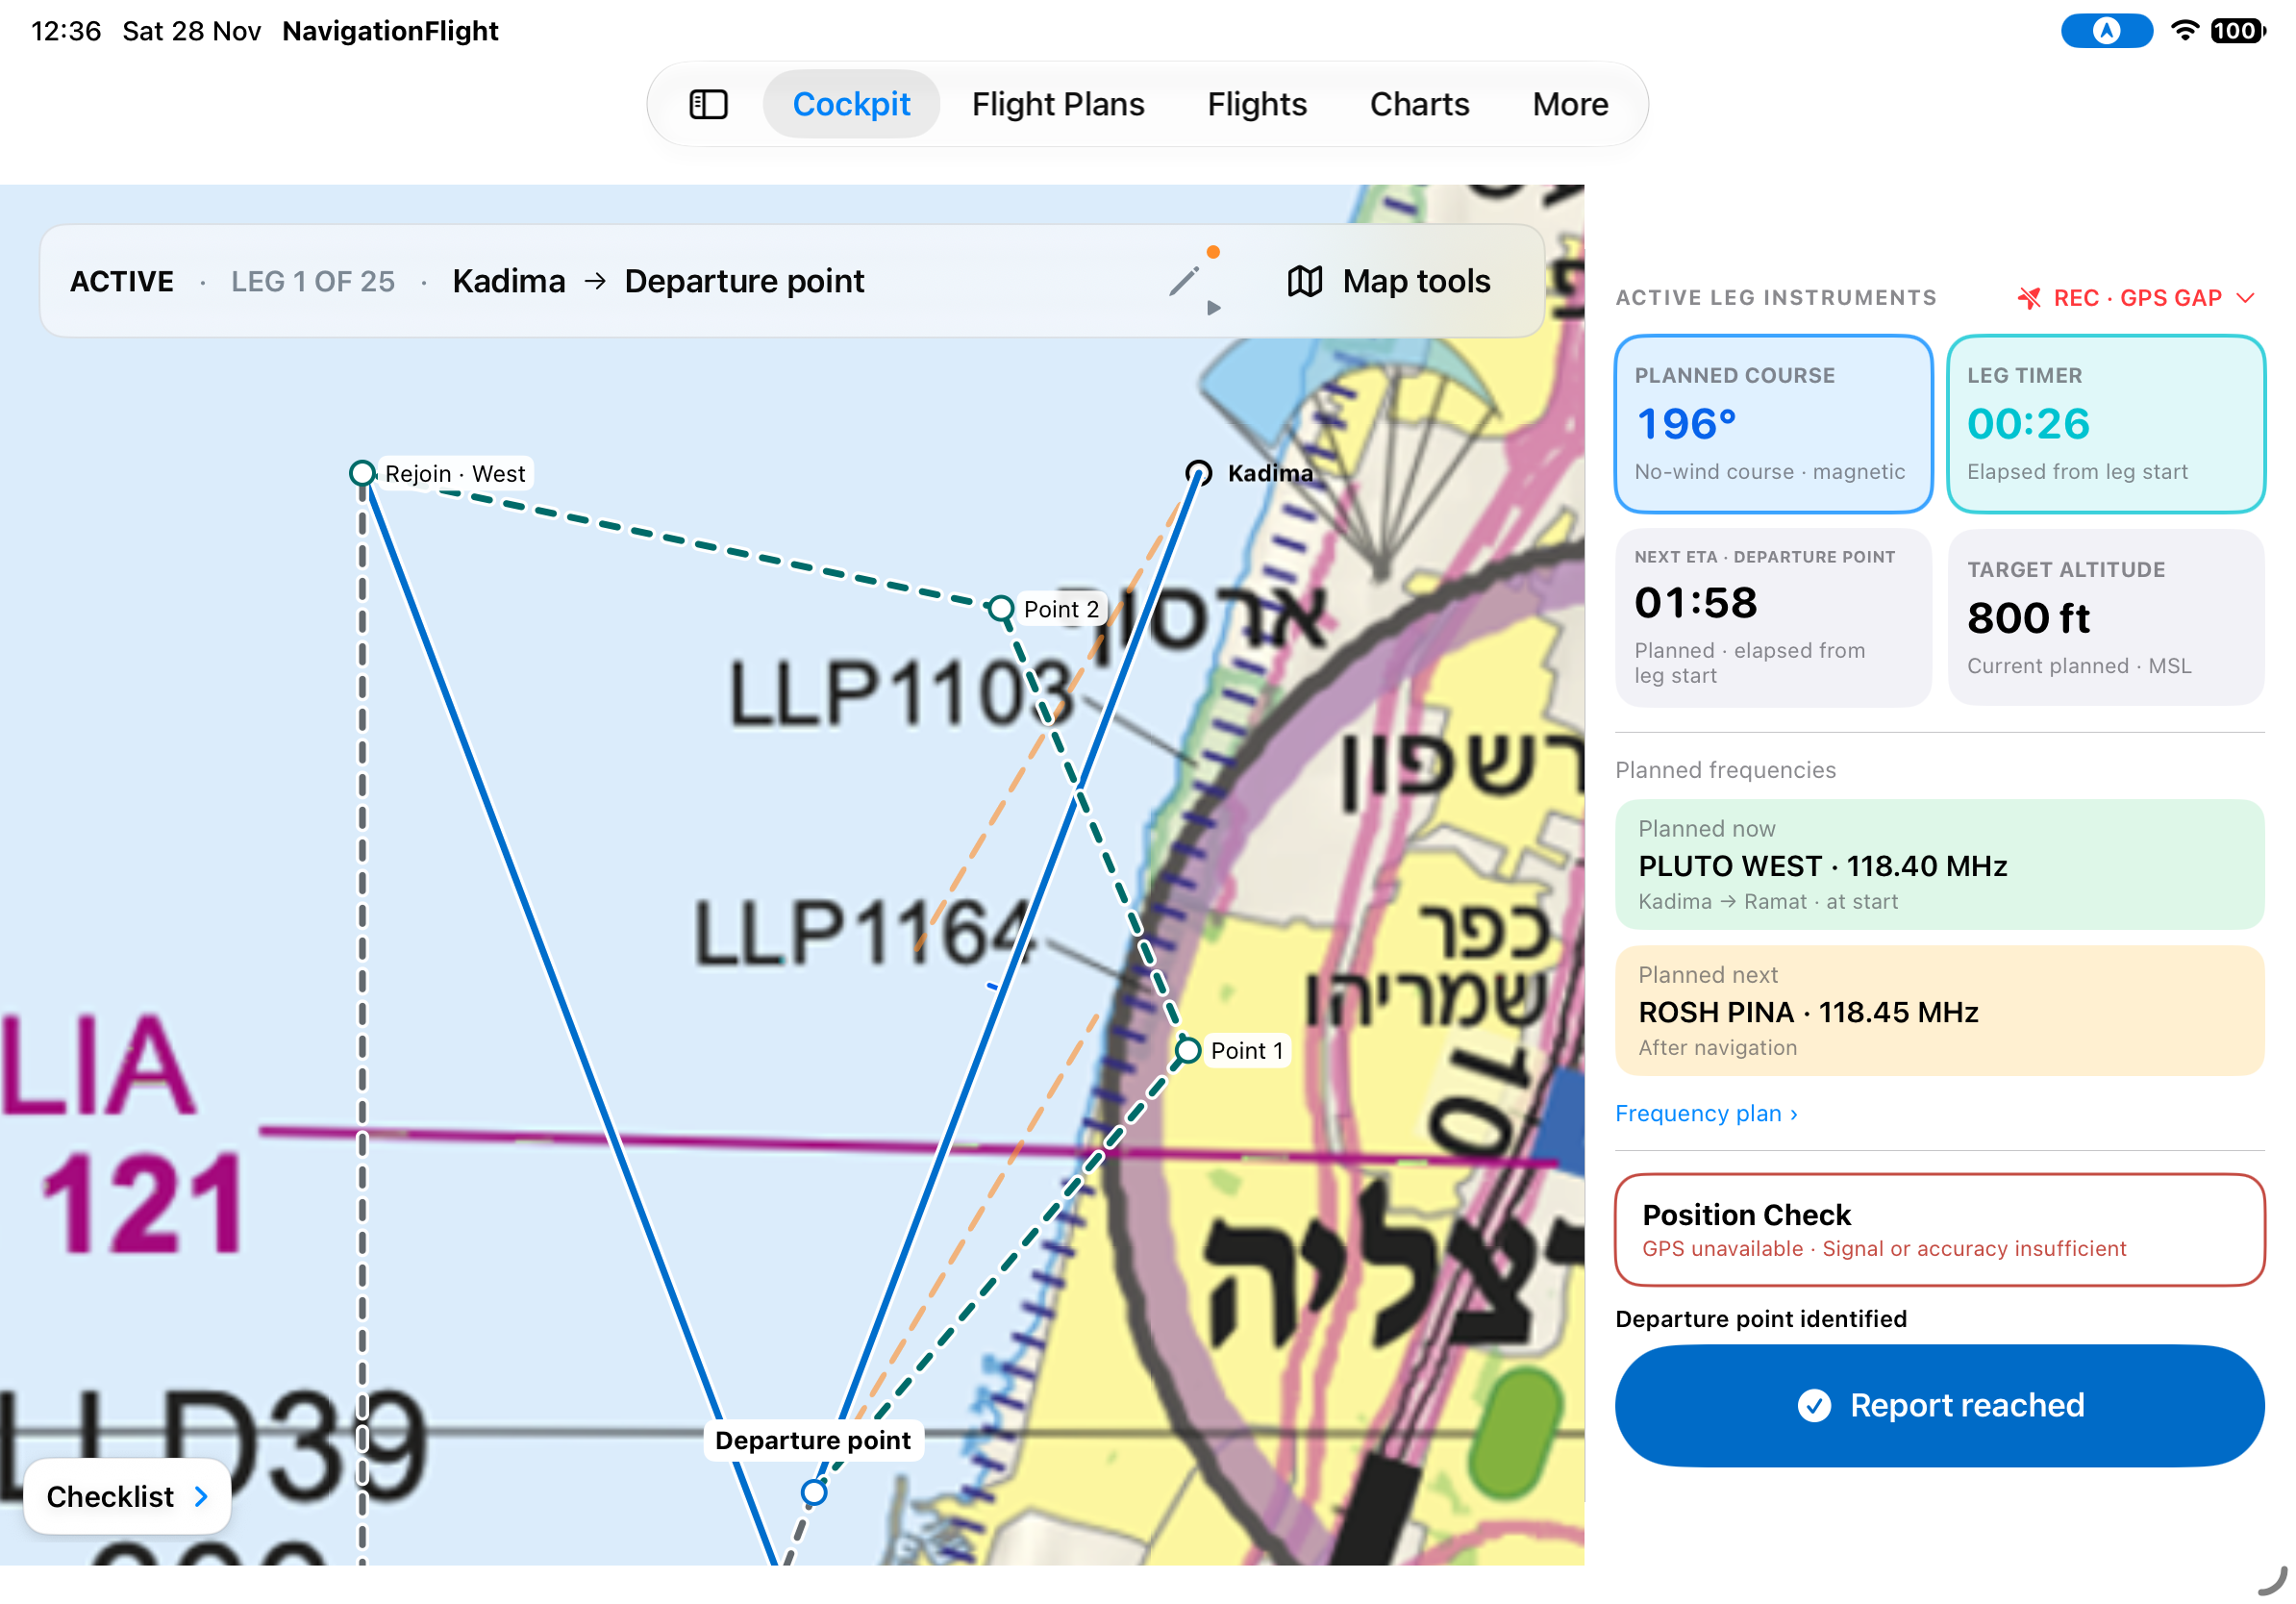 12:36 Sat 28 Nov NavigationFlight
100
Cockpit Flight Plans Flights Charts More
ACTIVE · LEG 1 OF 25 · Kadima → Departure point
Map tools
Rejoin · West
Kadima
Point 2
ארסוף
LLP1103
רשפון
LLP1164
כפר
שמריהו
Point 1
LIA
121
10
צליה
Departure point
LLD39
Checklist
ACTIVE LEG INSTRUMENTS
REC · GPS GAP
PLANNED COURSE
196°
No-wind course · magnetic
LEG TIMER
00:26
Elapsed from leg start
NEXT ETA · DEPARTURE POINT
01:58
Planned · elapsed from
leg start
TARGET ALTITUDE
800 ft
Current planned · MSL
Planned frequencies
Planned now
PLUTO WEST · 118.40 MHz
Kadima → Ramat · at start
Planned next
ROSH PINA · 118.45 MHz
After navigation
Frequency plan ›
Position Check
GPS unavailable · Signal or accuracy insufficient
Departure point identified
Report reached